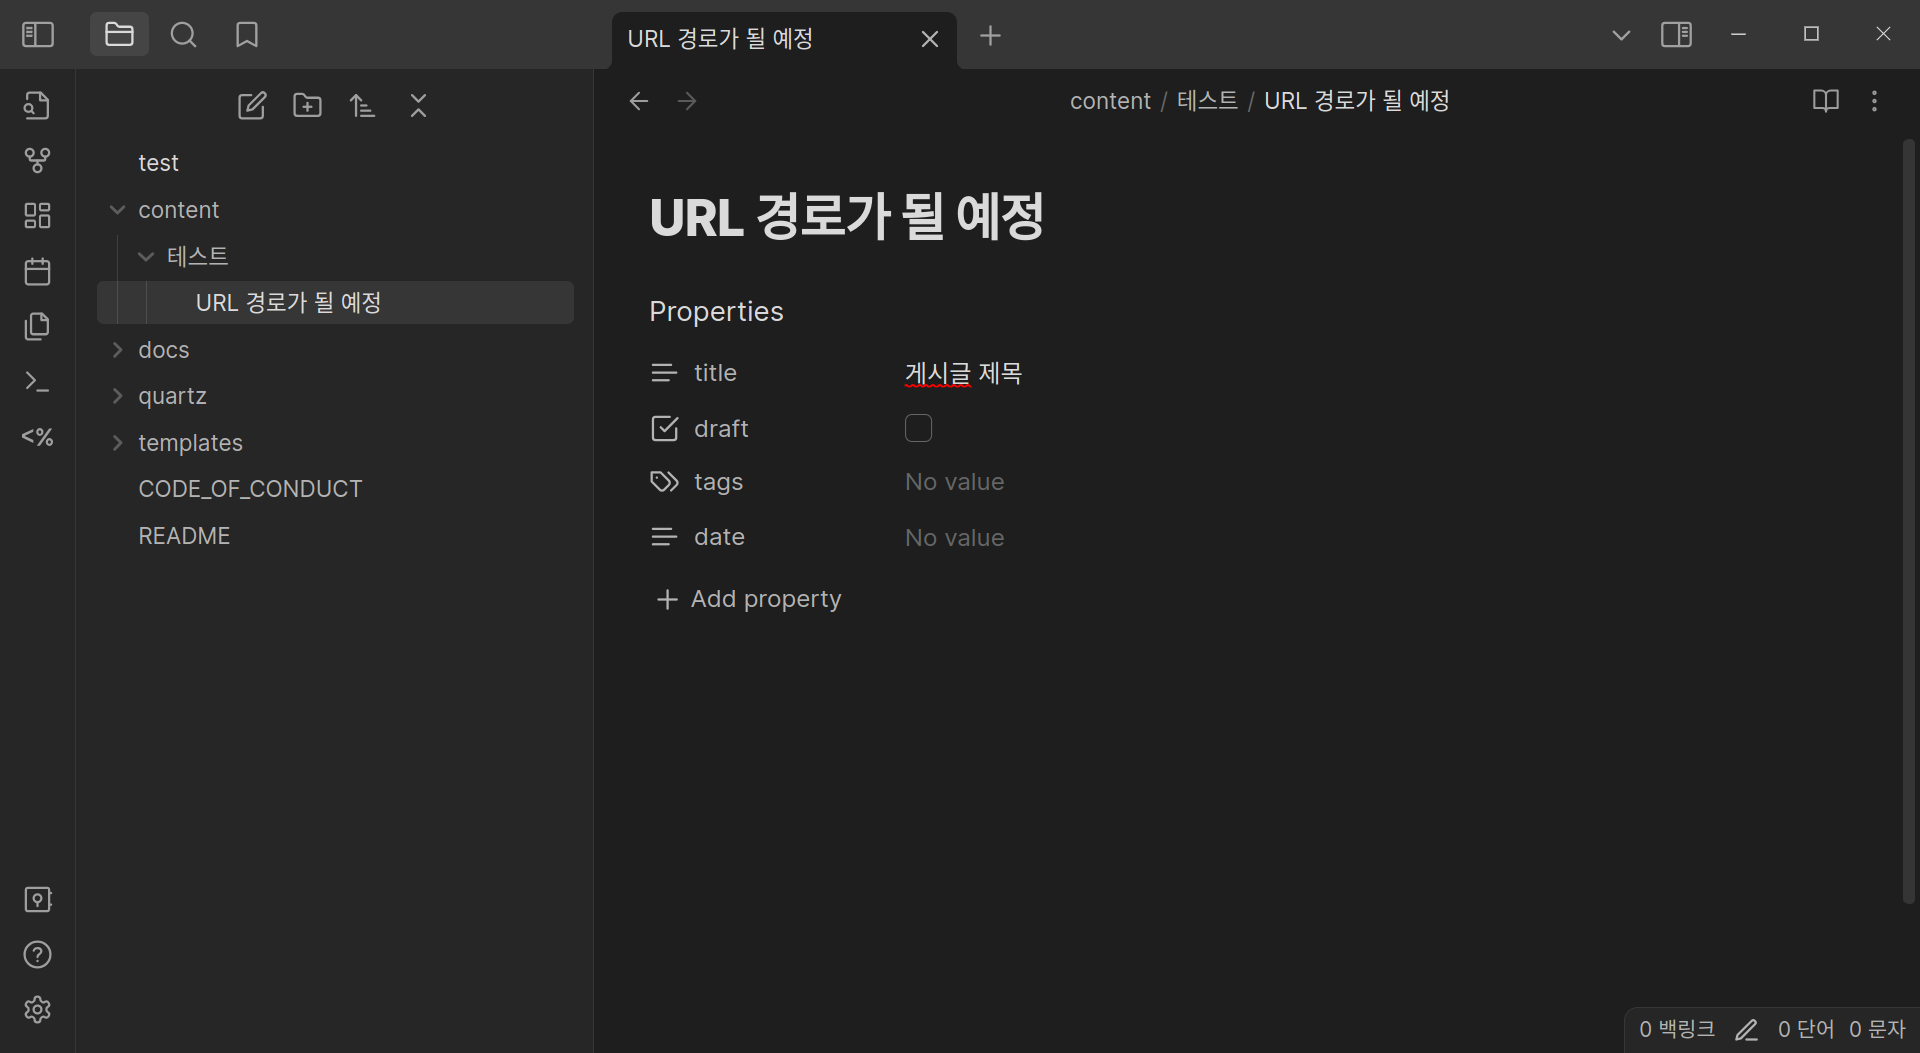 URL 경로가 될 예정
content / 테스트 / URL 경로가 될 예정
test
content
테스트
URL 경로가 될 예정
docs
quartz
templates
CODE_OF_CONDUCT
README
<%
URL 경로가 될 예정
Properties
title 게시글 제목
draft
tags No value
date No value
Add property
0 백링크 0 단어 0 문자